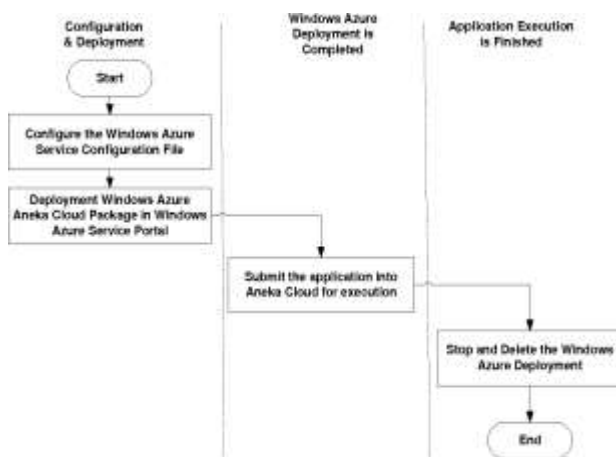 Configuration
& Deployment
Windows Azure
Deployment is
Completed
Application Execution
is Finished
Start
Configure the Windows Azure
Service Configuration File
Deployment Windows Azure
Aneka Cloud Package in Windows
Azure Service Portal
Submit the application into
Aneka Cloud for execution
Stop and Delete the Windows
Azure Deployment
End